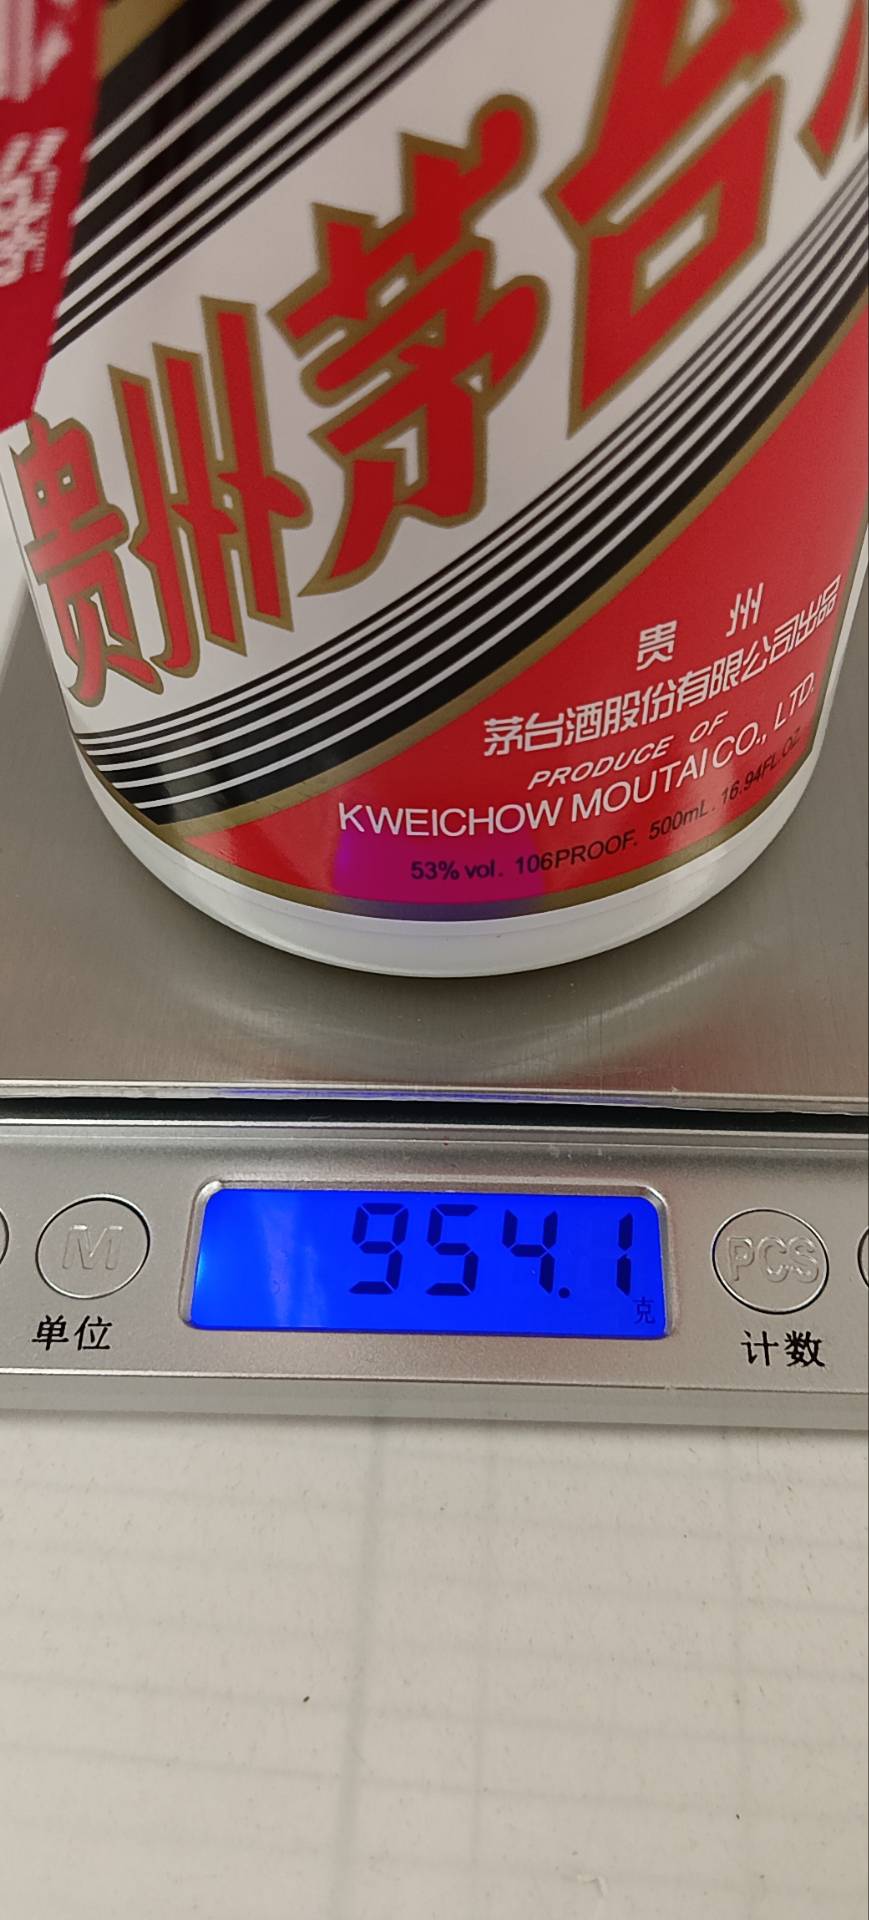 贵州茅台
贵州
茅台酒股份有限公司出品
PRODUCE OF
KWEICHOW MOUTAI CO., LTD.
53% vol. 106PROOF. 500mL. 16.94FL.OZ
954.1
克
M
单位
PCS
计数